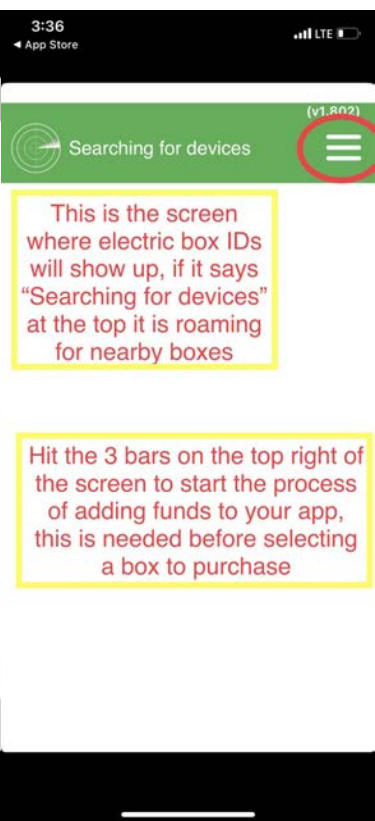 3:36
◄ App Store
LTE
(v1.802)
Searching for devices
This is the screen
where electric box IDs
will show up, if it says
“Searching for devices”
at the top it is roaming
for nearby boxes
Hit the 3 bars on the top right of
the screen to start the process
of adding funds to your app,
this is needed before selecting
a box to purchase